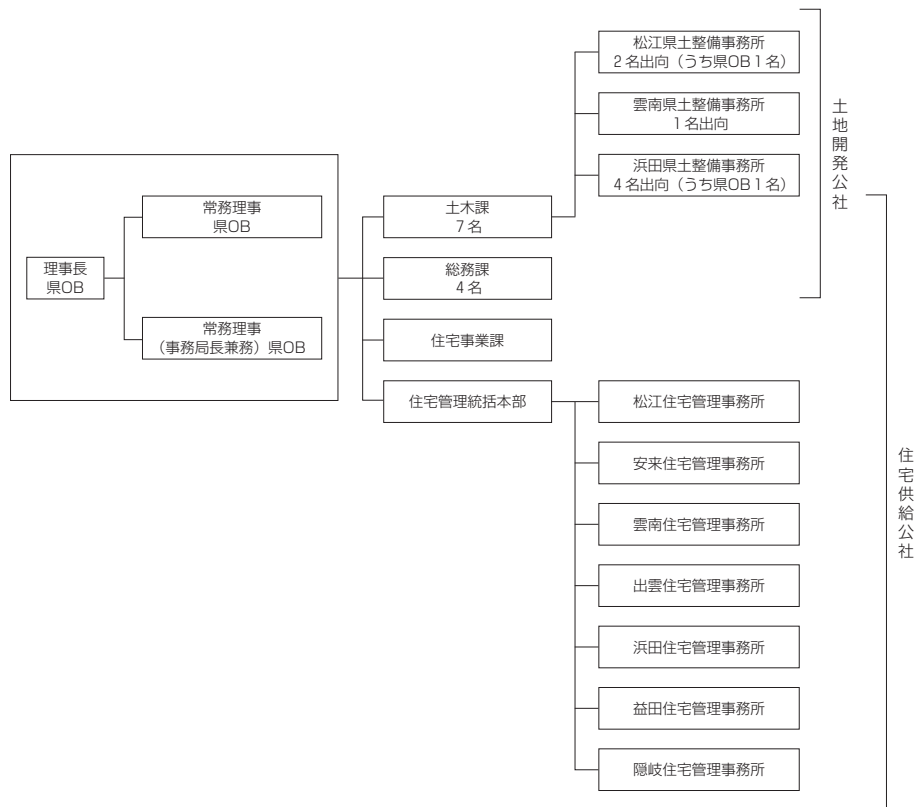 松江県土整備事務所
2名出向（うち県OB1名）
雲南県土整備事務所
1名出向
浜田県土整備事務所
4名出向（うち県OB1名）
土地開発公社
常務理事
県OB
理事長
県OB
常務理事
（事務局長兼務）県OB
土木課
7名
総務課
4名
住宅事業課
住宅管理統括本部
松江住宅管理事務所
安来住宅管理事務所
雲南住宅管理事務所
出雲住宅管理事務所
浜田住宅管理事務所
益田住宅管理事務所
隠岐住宅管理事務所
住宅供給公社